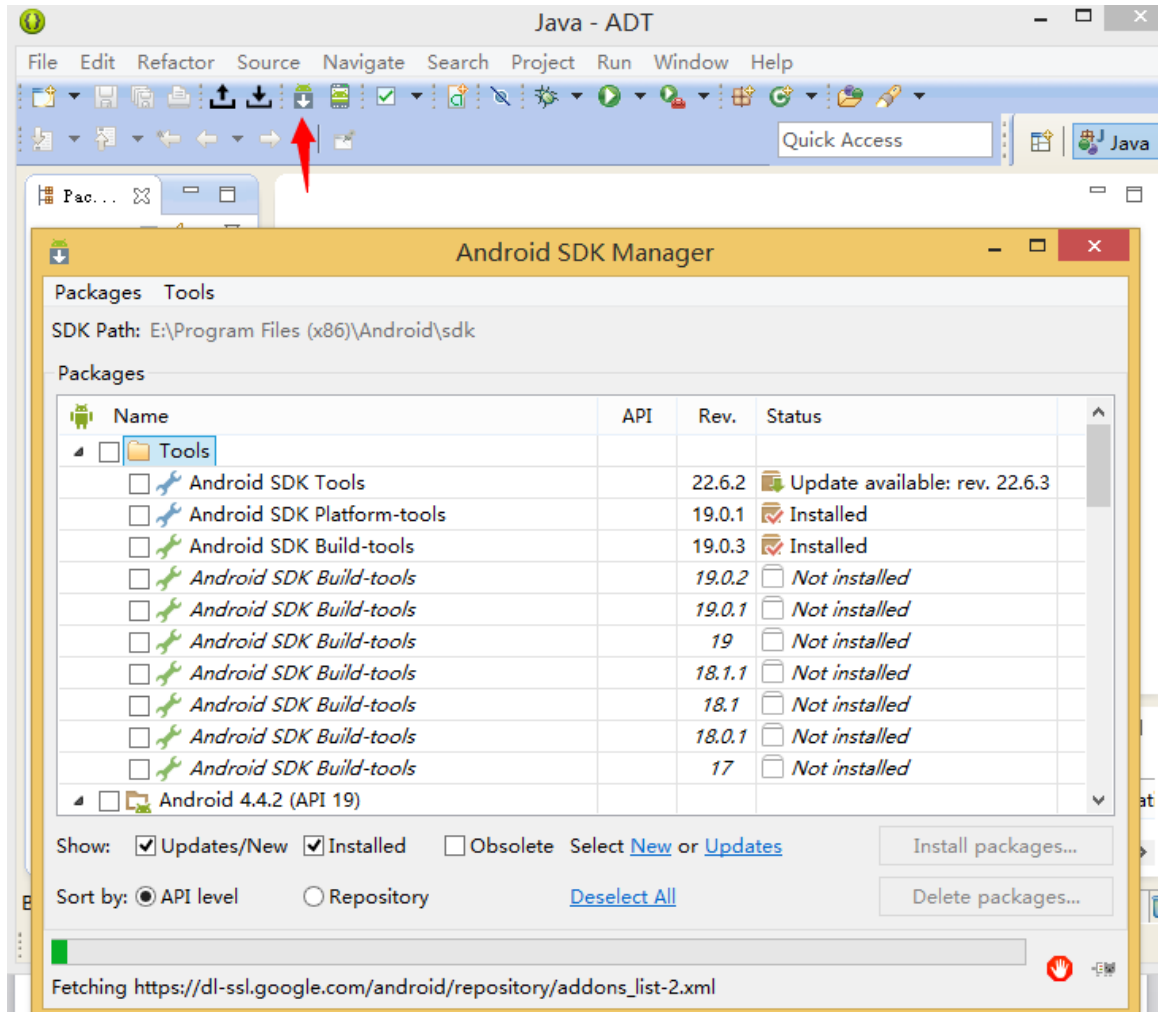 Java - ADT
File Edit Refactor Source Navigate Search Project Run Window Help
Quick Access
Java
Pac...
Android SDK Manager
Packages Tools
SDK Path: E:\Program Files (x86)\Android\sdk
Packages
Name API Rev. Status
Tools
Android SDK Tools 22.6.2 Update available: rev. 22.6.3
Android SDK Platform-tools 19.0.1 Installed
Android SDK Build-tools 19.0.3 Installed
Android SDK Build-tools 19.0.2 Not installed
Android SDK Build-tools 19.0.1 Not installed
Android SDK Build-tools 19 Not installed
Android SDK Build-tools 18.1.1 Not installed
Android SDK Build-tools 18.1 Not installed
Android SDK Build-tools 18.0.1 Not installed
Android SDK Build-tools 17 Not installed
Android 4.4.2 (API 19)
Show: Updates/New Installed Obsolete Select New or Updates Install packages...
Sort by: API level Repository Deselect All Delete packages...
Fetching https://dl-ssl.google.com/android/repository/addons_list-2.xml